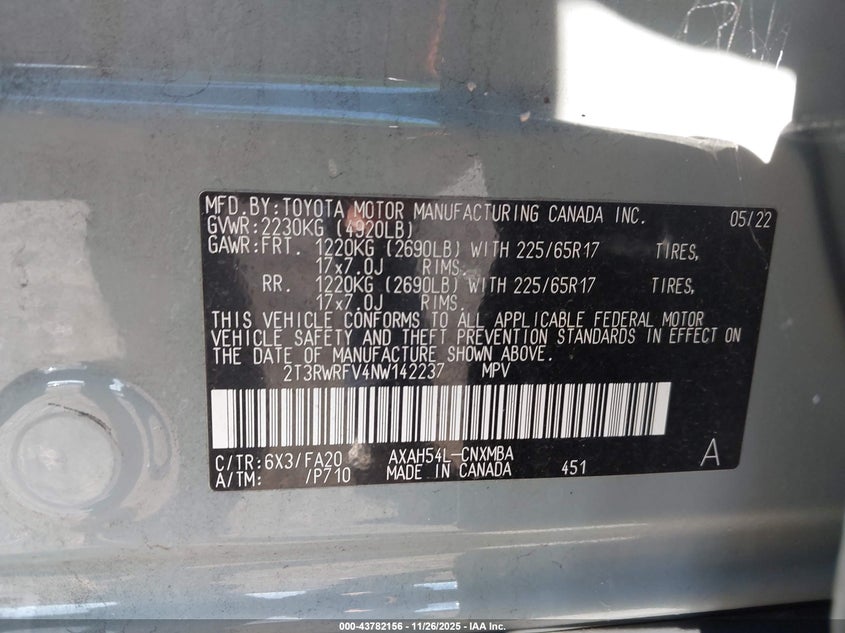 MFD.BY:TOYOTA MOTOR MANUFACTURING CANADA INC. 05/22
GVWR:2230KG (4920LB)
GAWR:FRT. 1220KG (2690LB) WITH 225/65R17 TIRES,
17x7.0J RIMS.
RR. 1220KG (2690LB) WITH 225/65R17 TIRES,
17x7.0J RIMS.
THIS VEHICLE CONFORMS TO ALL APPLICABLE FEDERAL MOTOR
VEHICLE SAFETY AND THEFT PREVENTION STANDARDS IN EFFECT ON
THE DATE OF MANUFACTURE SHOWN ABOVE.
2T3RWRFV4NW142237 MPV
C/TR:6X3/FA20 AXAH54L-CNXMBA
A/TM: /P710 MADE IN CANADA 451 A
000-43782156 - 11/26/2025 - IAA Inc.